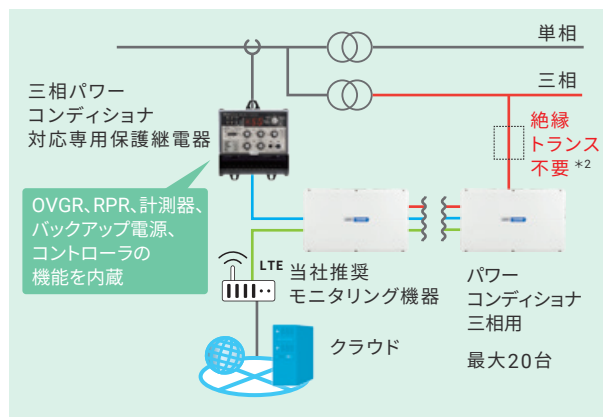 単相
三相
三相パワー
コンディショナ
対応専用保護継電器
絶縁
トランス
不要 *2
OVGR、RPR、計測器、
バックアップ電源、
コントローラの
機能を内蔵
LTE
当社推奨
モニタリング機器
パワー
コンディショナ
三相用
最大20台
クラウド